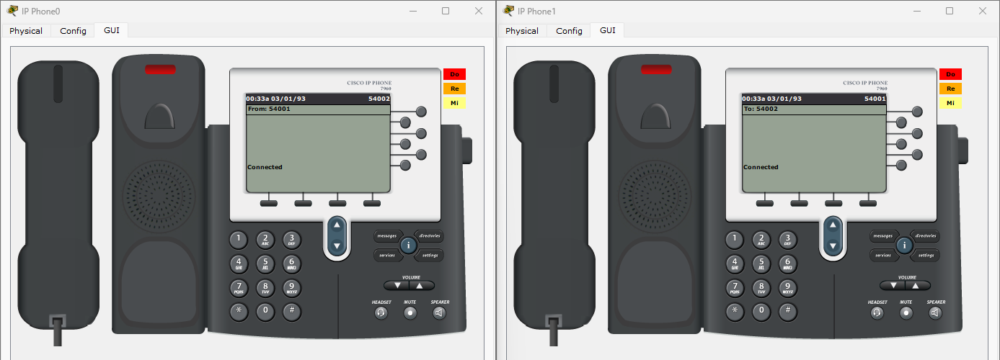 IP Phone0
Physical Config GUI
CISCO IP PHONE
7960
00:33a 03/01/93 54002
From: 54001
Connected
Do
Re
Mi
1 2 ABC 3 DEF
4 GHI 5 JKL 6 MNO
7 PQRS 8 TUV 9 WXYZ
* 0 #
messages directories
i
services settings
VOLUME
HEADSET MUTE SPEAKER
IP Phone1
Physical Config GUI
CISCO IP PHONE
7960
00:33a 03/01/93 54001
To: 54002
Connected
Do
Re
Mi
1 2 ABC 3 DEF
4 GHI 5 JKL 6 MNO
7 PQRS 8 TUV 9 WXYZ
* 0 #
messages directories
i
services settings
VOLUME
HEADSET MUTE SPEAKER